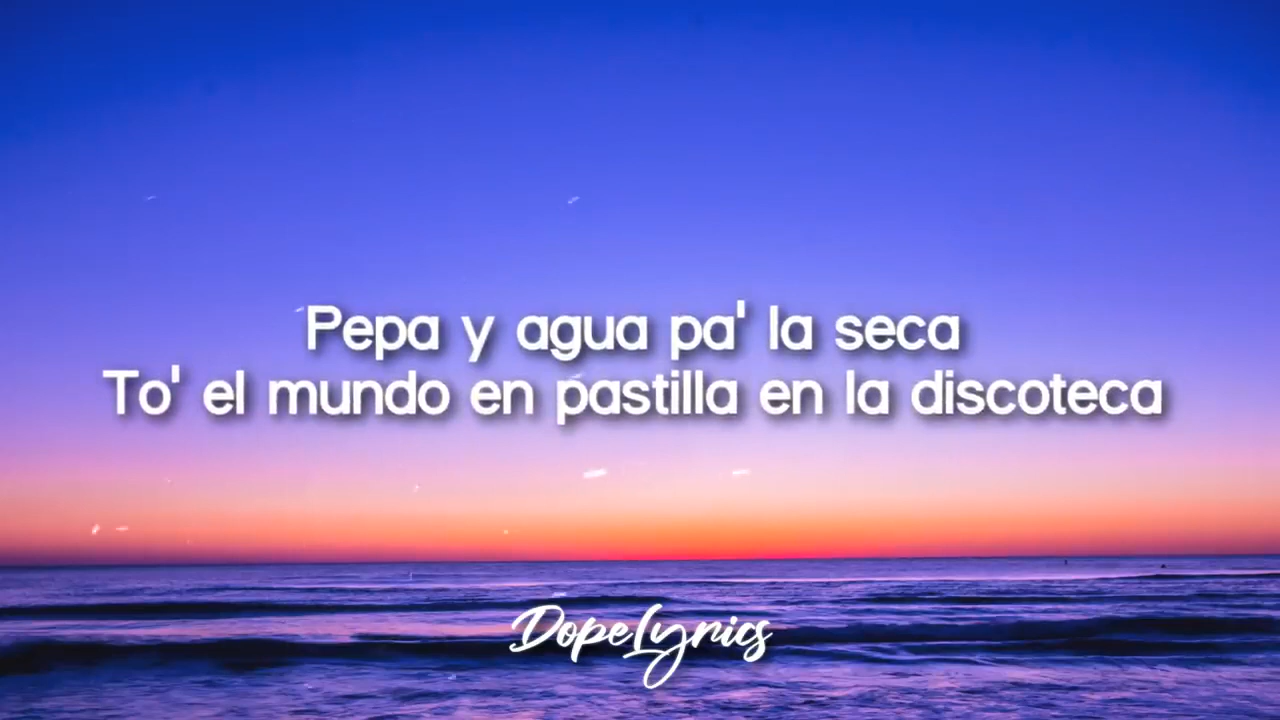 Pepa y agua pa' la seca
To' el mundo en pastilla en la discoteca
DopeLyrics